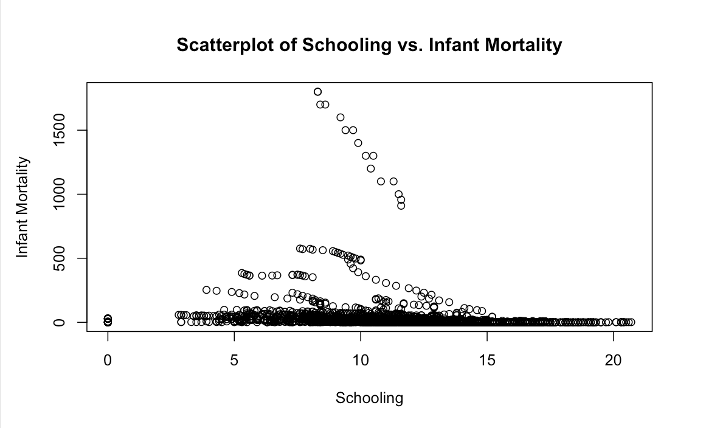 Scatterplot of Schooling vs. Infant Mortality
Infant Mortality
1500
1000
500
0
0 5 10 15 20
Schooling